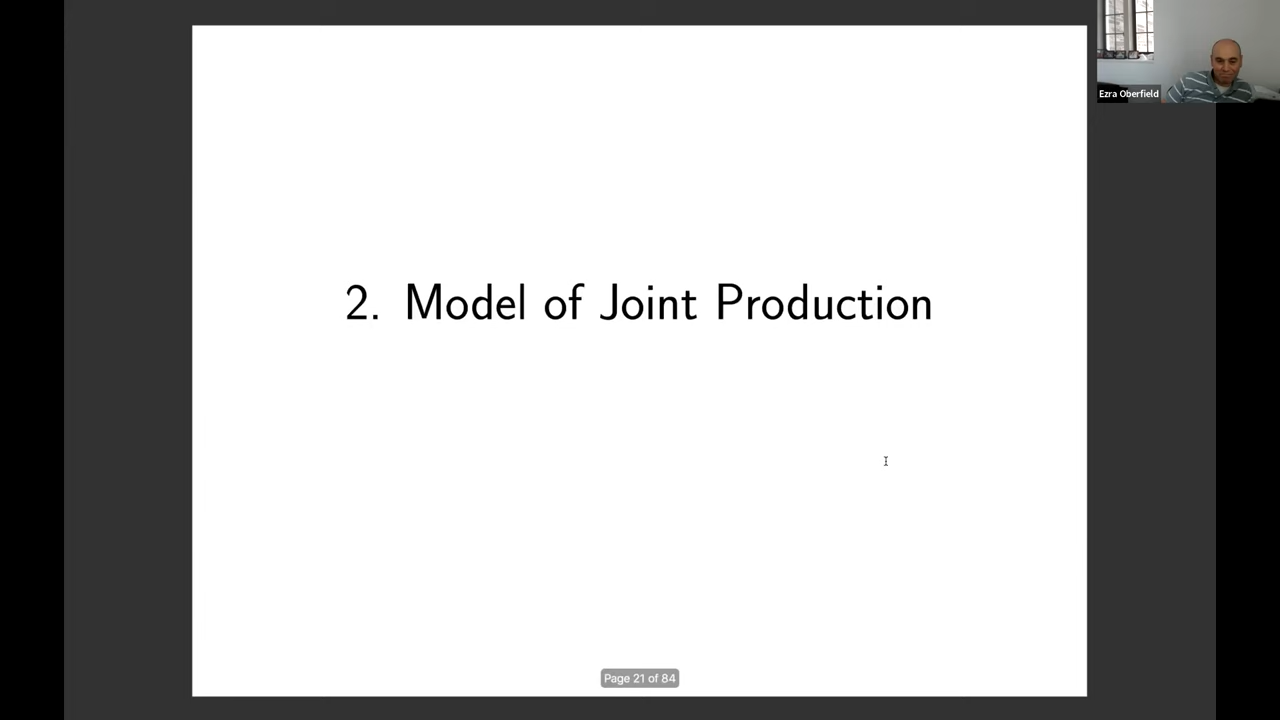 Ezra Oberfield
2. Model of Joint Production
Page 21 of 84